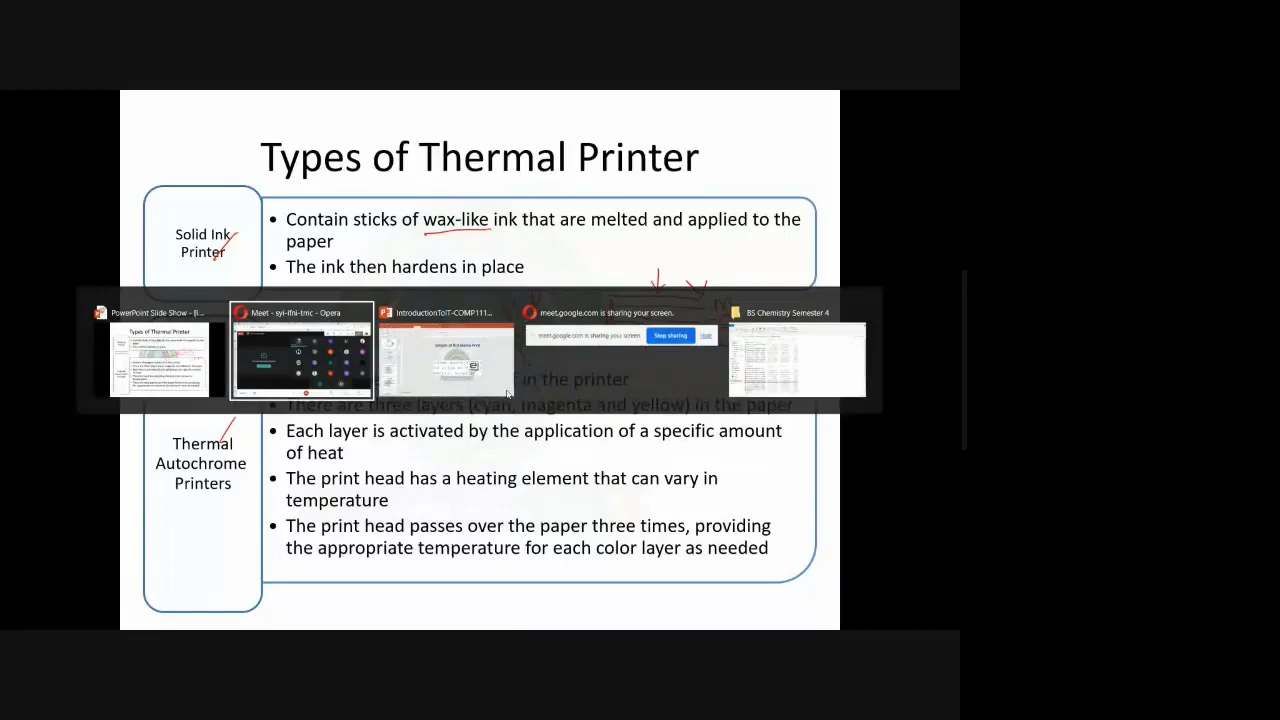 Types of Thermal Printer
Solid Ink
Printer
• Contain sticks of wax-like ink that are melted and applied to the
paper
• The ink then hardens in place
PowerPoint Slide Show - [I...
Meet - syi-ifni-tmc - Opera
IntroductionToIT-COMP111...
meet.google.com is sharing your screen.
BS Chemistry Semester 4
Types of Thermal Printer
meet.google.com is sharing your screen.
Stop sharing
Hide
in the printer
There are three layers (cyan, magenta and yellow) in the paper
Thermal
Autochrome
Printers
• Each layer is activated by the application of a specific amount
of heat
• The print head has a heating element that can vary in
temperature
• The print head passes over the paper three times, providing
the appropriate temperature for each color layer as needed